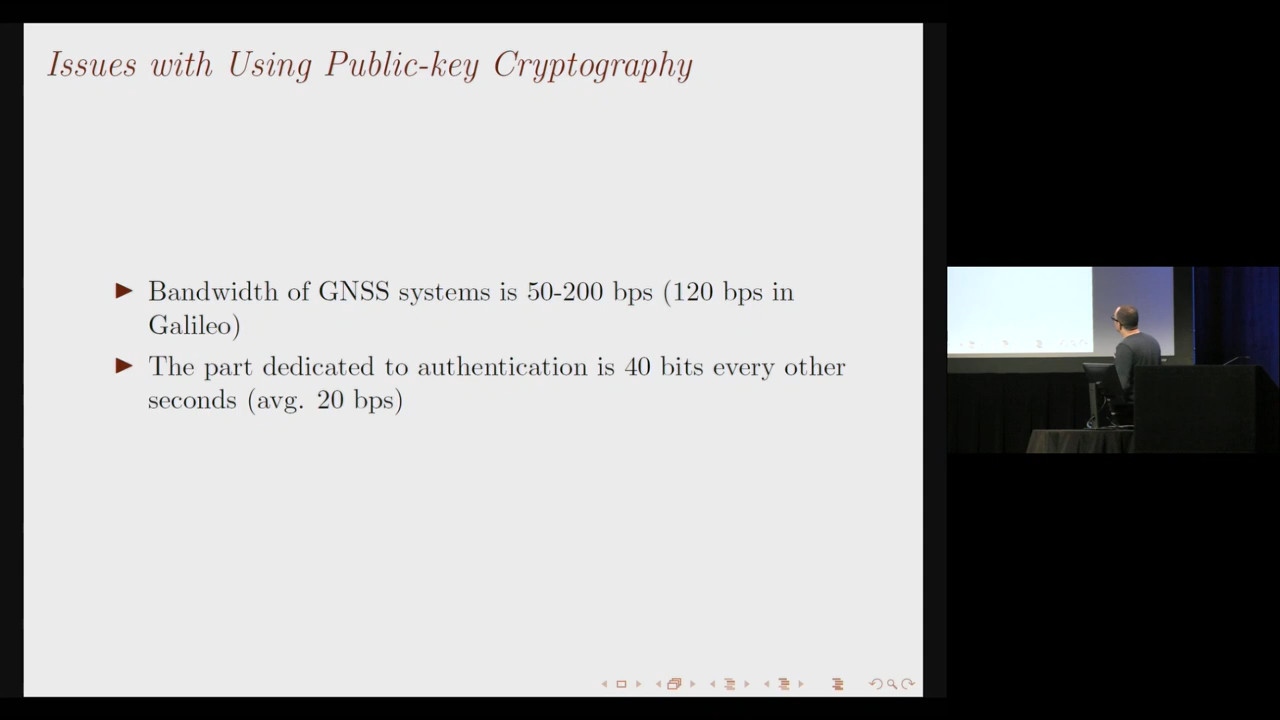 Issues with Using Public-key Cryptography
▶ Bandwidth of GNSS systems is 50-200 bps (120 bps in
Galileo)
▶ The part dedicated to authentication is 40 bits every other
seconds (avg. 20 bps)